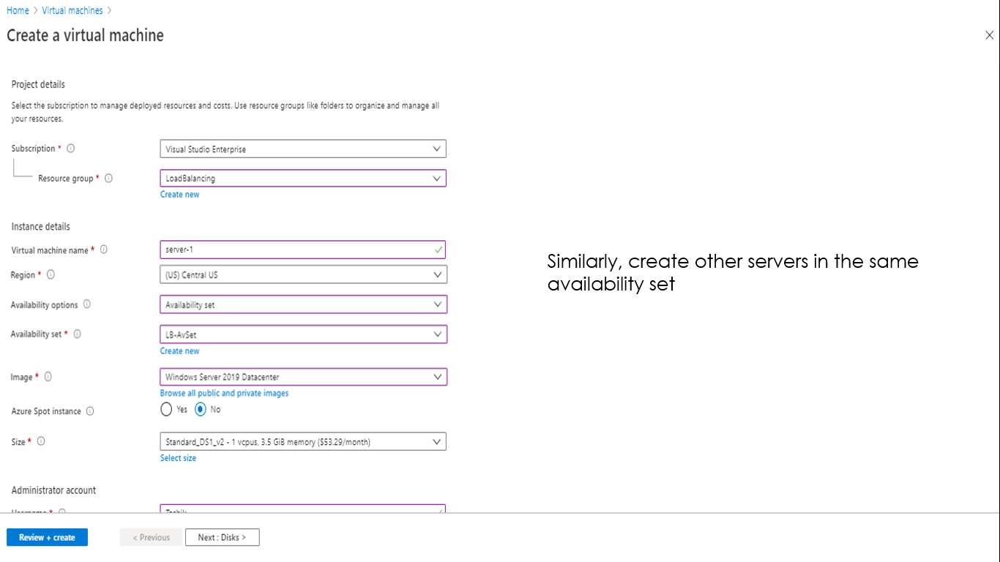 Home > Virtual machines >
Create a virtual machine
Project details
Select the subscription to manage deployed resources and costs. Use resource groups like folders to organize and manage all
your resources.
Subscription * Visual Studio Enterprise
Resource group * LoadBalancing
Create new
Instance details
Virtual machine name * server-1
Region * (US) Central US
Availability options Availability set
Availability set * LB-AvSet
Create new
Image * Windows Server 2019 Datacenter
Browse all public and private images
Azure Spot instance Yes No
Size * Standard_DS1_v2 - 1 vcpus, 3.5 GiB memory ($53.29/month)
Select size
Administrator account
Username *
Review + create < Previous Next : Disks >
Similarly, create other servers in the same
availability set